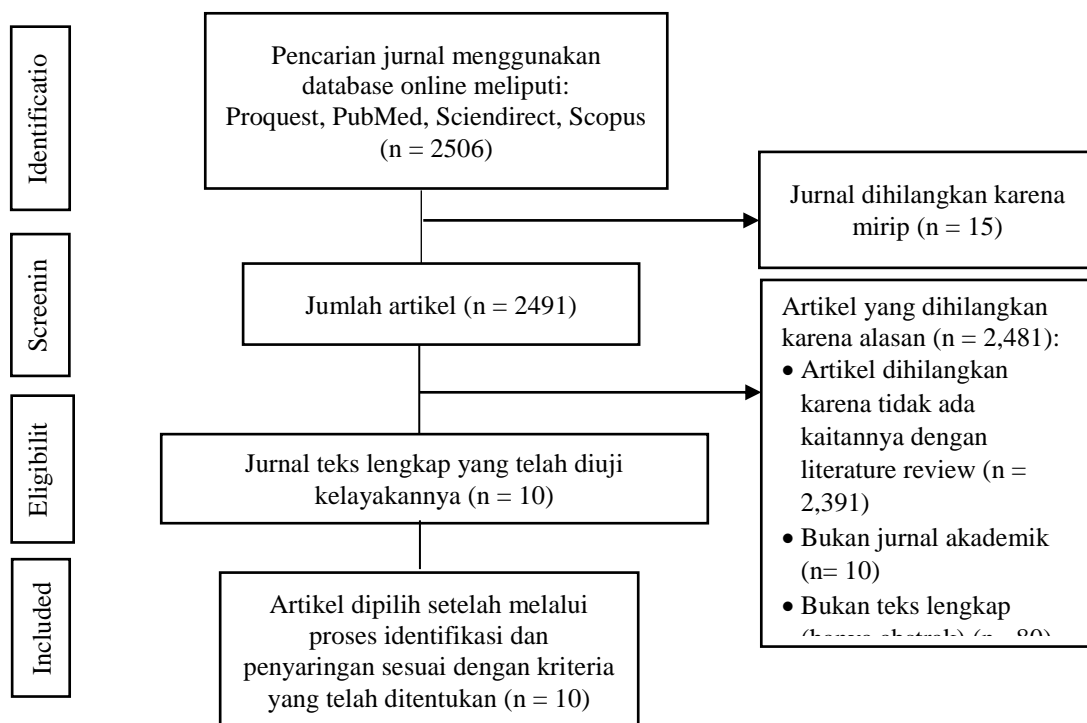 Identificatio
Pencarian jurnal menggunakan
database online meliputi:
Proquest, PubMed, Sciendirect, Scopus
(n = 2506)
Jurnal dihilangkan karena
mirip (n = 15)
Screenin
Jumlah artikel (n = 2491)
Artikel yang dihilangkan
karena alasan (n = 2,481):
• Artikel dihilangkan
karena tidak ada
kaitannya dengan
literature review (n =
2,391)
• Bukan jurnal akademik
(n= 10)
• Bukan teks lengkap
(hanya abstrak) (n= 80)
Eligibilit
Jurnal teks lengkap yang telah diuji
kelayakannya (n = 10)
Included
Artikel dipilih setelah melalui
proses identifikasi dan
penyaringan sesuai dengan kriteria
yang telah ditentukan (n = 10)